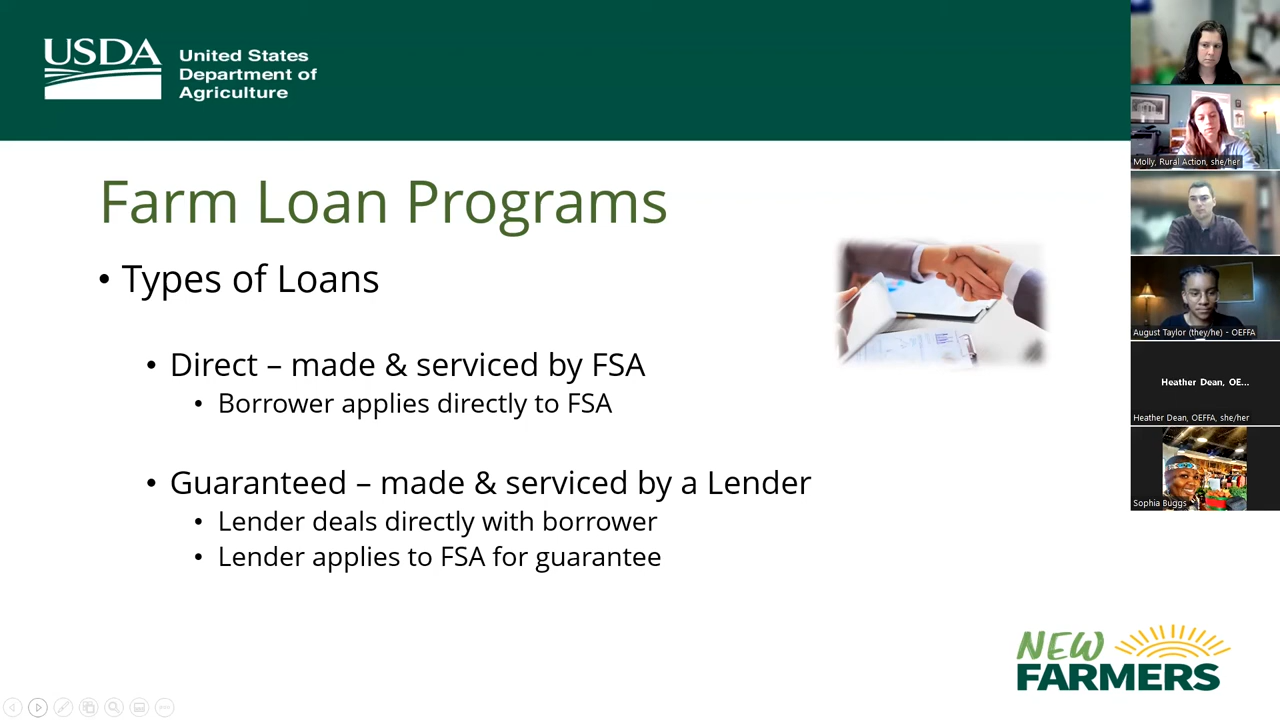 USDA
United States
Department of
Agriculture
Farm Loan Programs
• Types of Loans
• Direct – made & serviced by FSA
• Borrower applies directly to FSA
• Guaranteed – made & serviced by a Lender
• Lender deals directly with borrower
• Lender applies to FSA for guarantee
NEW
FARMERS
Molly, Rural Action, she/her
August Taylor (they/he) - OEFFA
Heather Dean, OE...
Heather Dean, OEFFA, she/her
Sophia Buggs